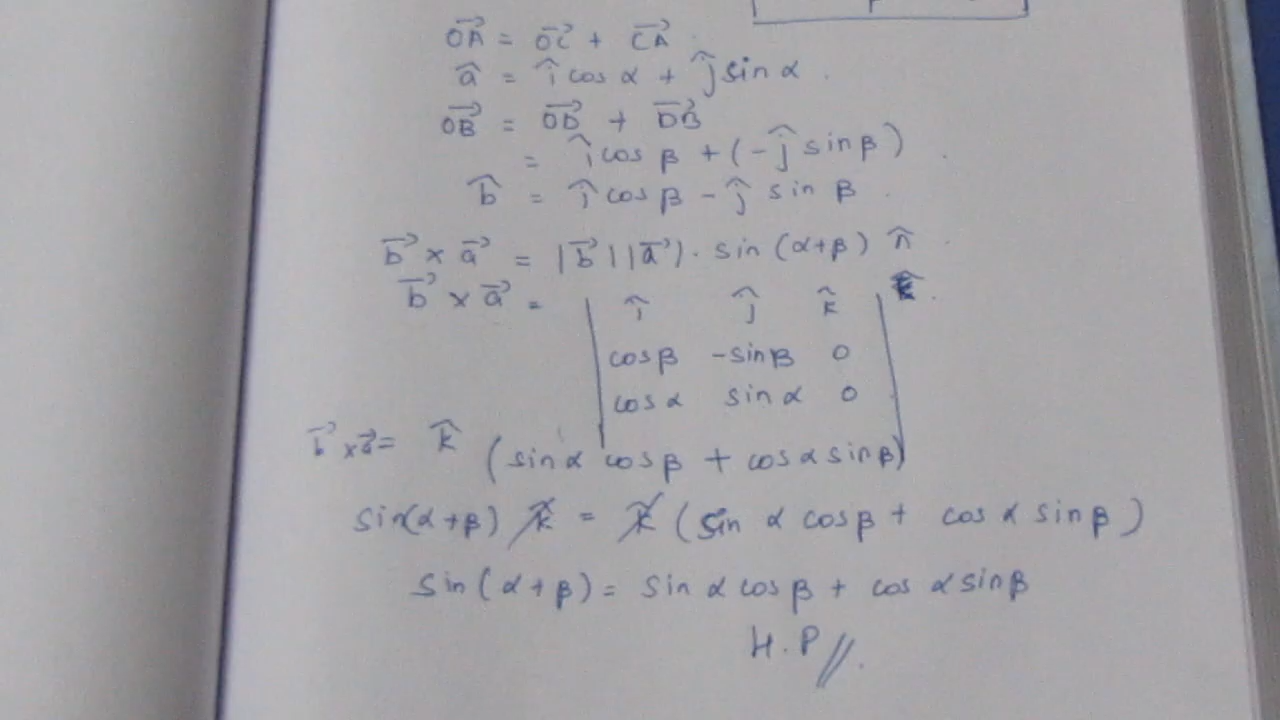 →OA = →OC + →CA
â = î cos α + ĵ sin α .
→OB = →OD + →DB
= î cos β + (-ĵ sin β) .
b̂ = î cos β - ĵ sin β .
→b × →a = |→b| |→a| . sin (α+β) n̂ .
→b × →a = | î ĵ k̂ | k̂ .
cos β -sin β 0
cos α sin α 0
→b × →a = k̂ (sin α cos β + cos α sin β)
sin(α+β) k̂ = k̂ (sin α cos β + cos α sin β)
sin(α+β) = sin α cos β + cos α sin β
H.P //.